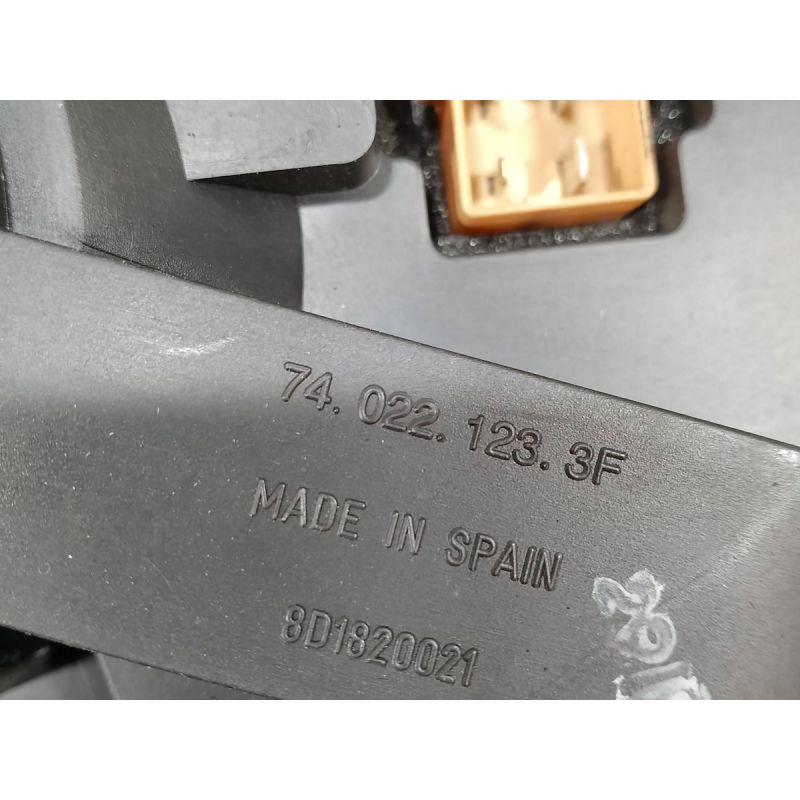 74. 022. 123. 3F
MADE IN SPAIN
8D1820021